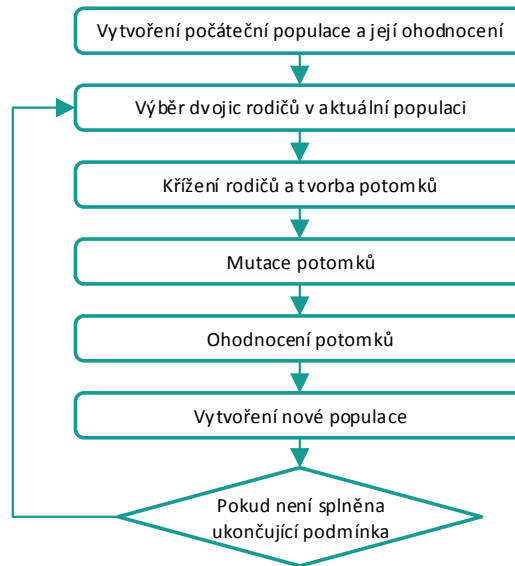 Vytvoření počáteční populace a její ohodnocení
Výběr dvojic rodičů v aktuální populaci
Křížení rodičů a tvorba potomků
Mutace potomků
Ohodnocení potomků
Vytvoření nové populace
Pokud není splněna
ukončující podmínka